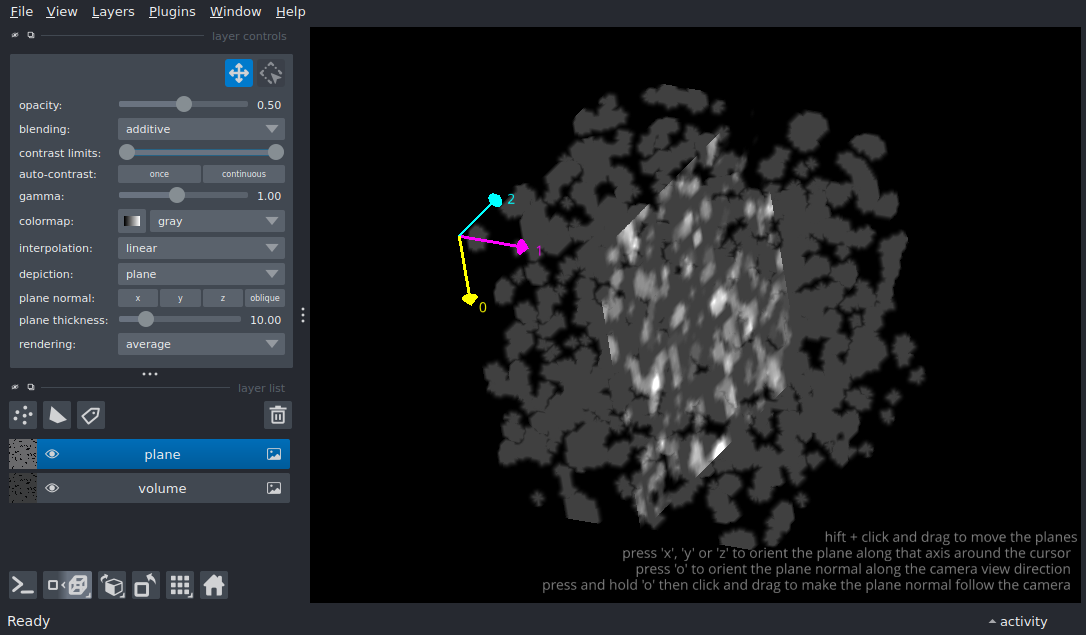 File View Layers Plugins Window Help
layer controls
opacity: 0.50
blending: additive
contrast limits:
auto-contrast: once continuous
gamma: 1.00
colormap: gray
interpolation: linear
depiction: plane
plane normal: x y z oblique
plane thickness: 10.00
rendering: average
layer list
plane
volume
2
1
0
hift + click and drag to move the planes
press 'x', 'y' or 'z' to orient the plane along that axis around the cursor
press 'o' to orient the plane normal along the camera view direction
press and hold 'o' then click and drag to make the plane normal follow the camera
Ready activity